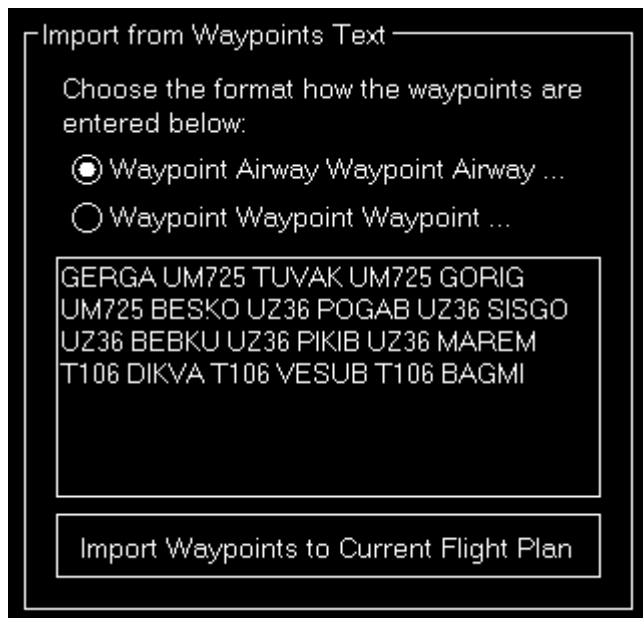 Import from Waypoints Text
Choose the format how the waypoints are
entered below:
Waypoint Airway Waypoint Airway ...
Waypoint Waypoint Waypoint ...
GERGA UM725 TUVAK UM725 GORIG
UM725 BESKO UZ36 POGAB UZ36 SISGO
UZ36 BEBKU UZ36 PIKIB UZ36 MAREM
T106 DIKVA T106 VESUB T106 BAGMI
Import Waypoints to Current Flight Plan